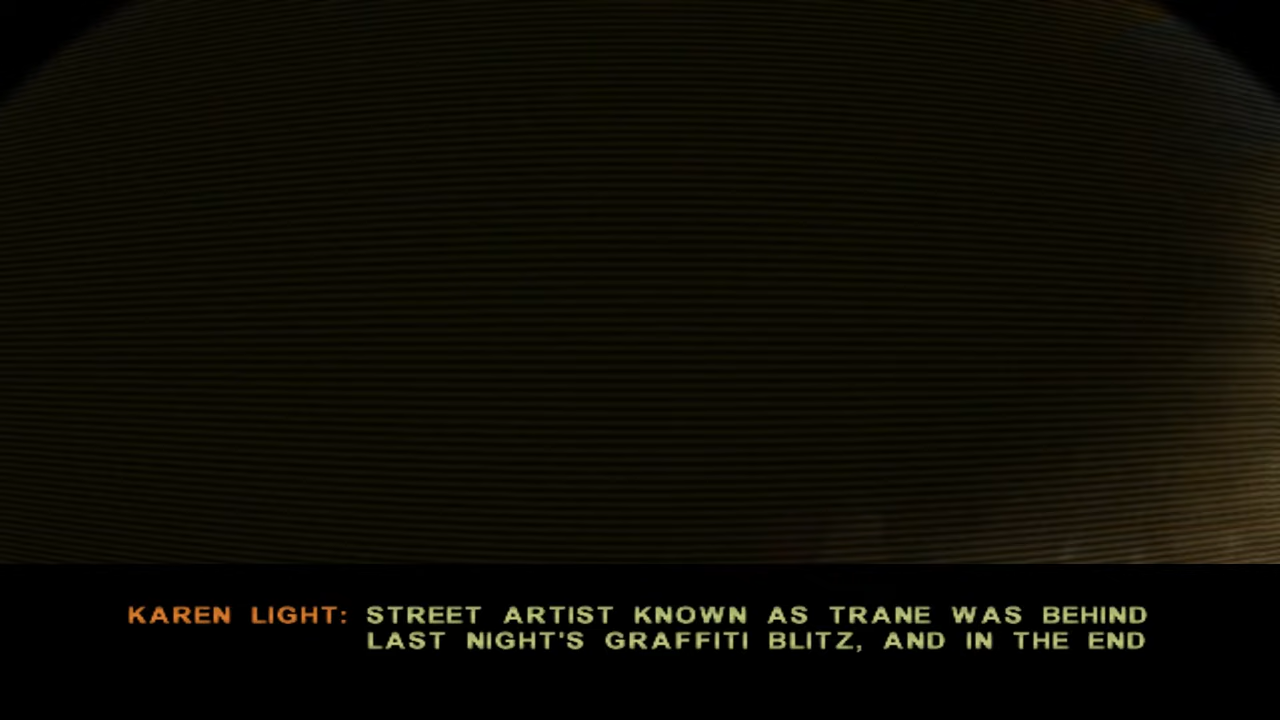 KAREN LIGHT: STREET ARTIST KNOWN AS TRANE WAS BEHIND
LAST NIGHT'S GRAFFITI BLITZ, AND IN THE END